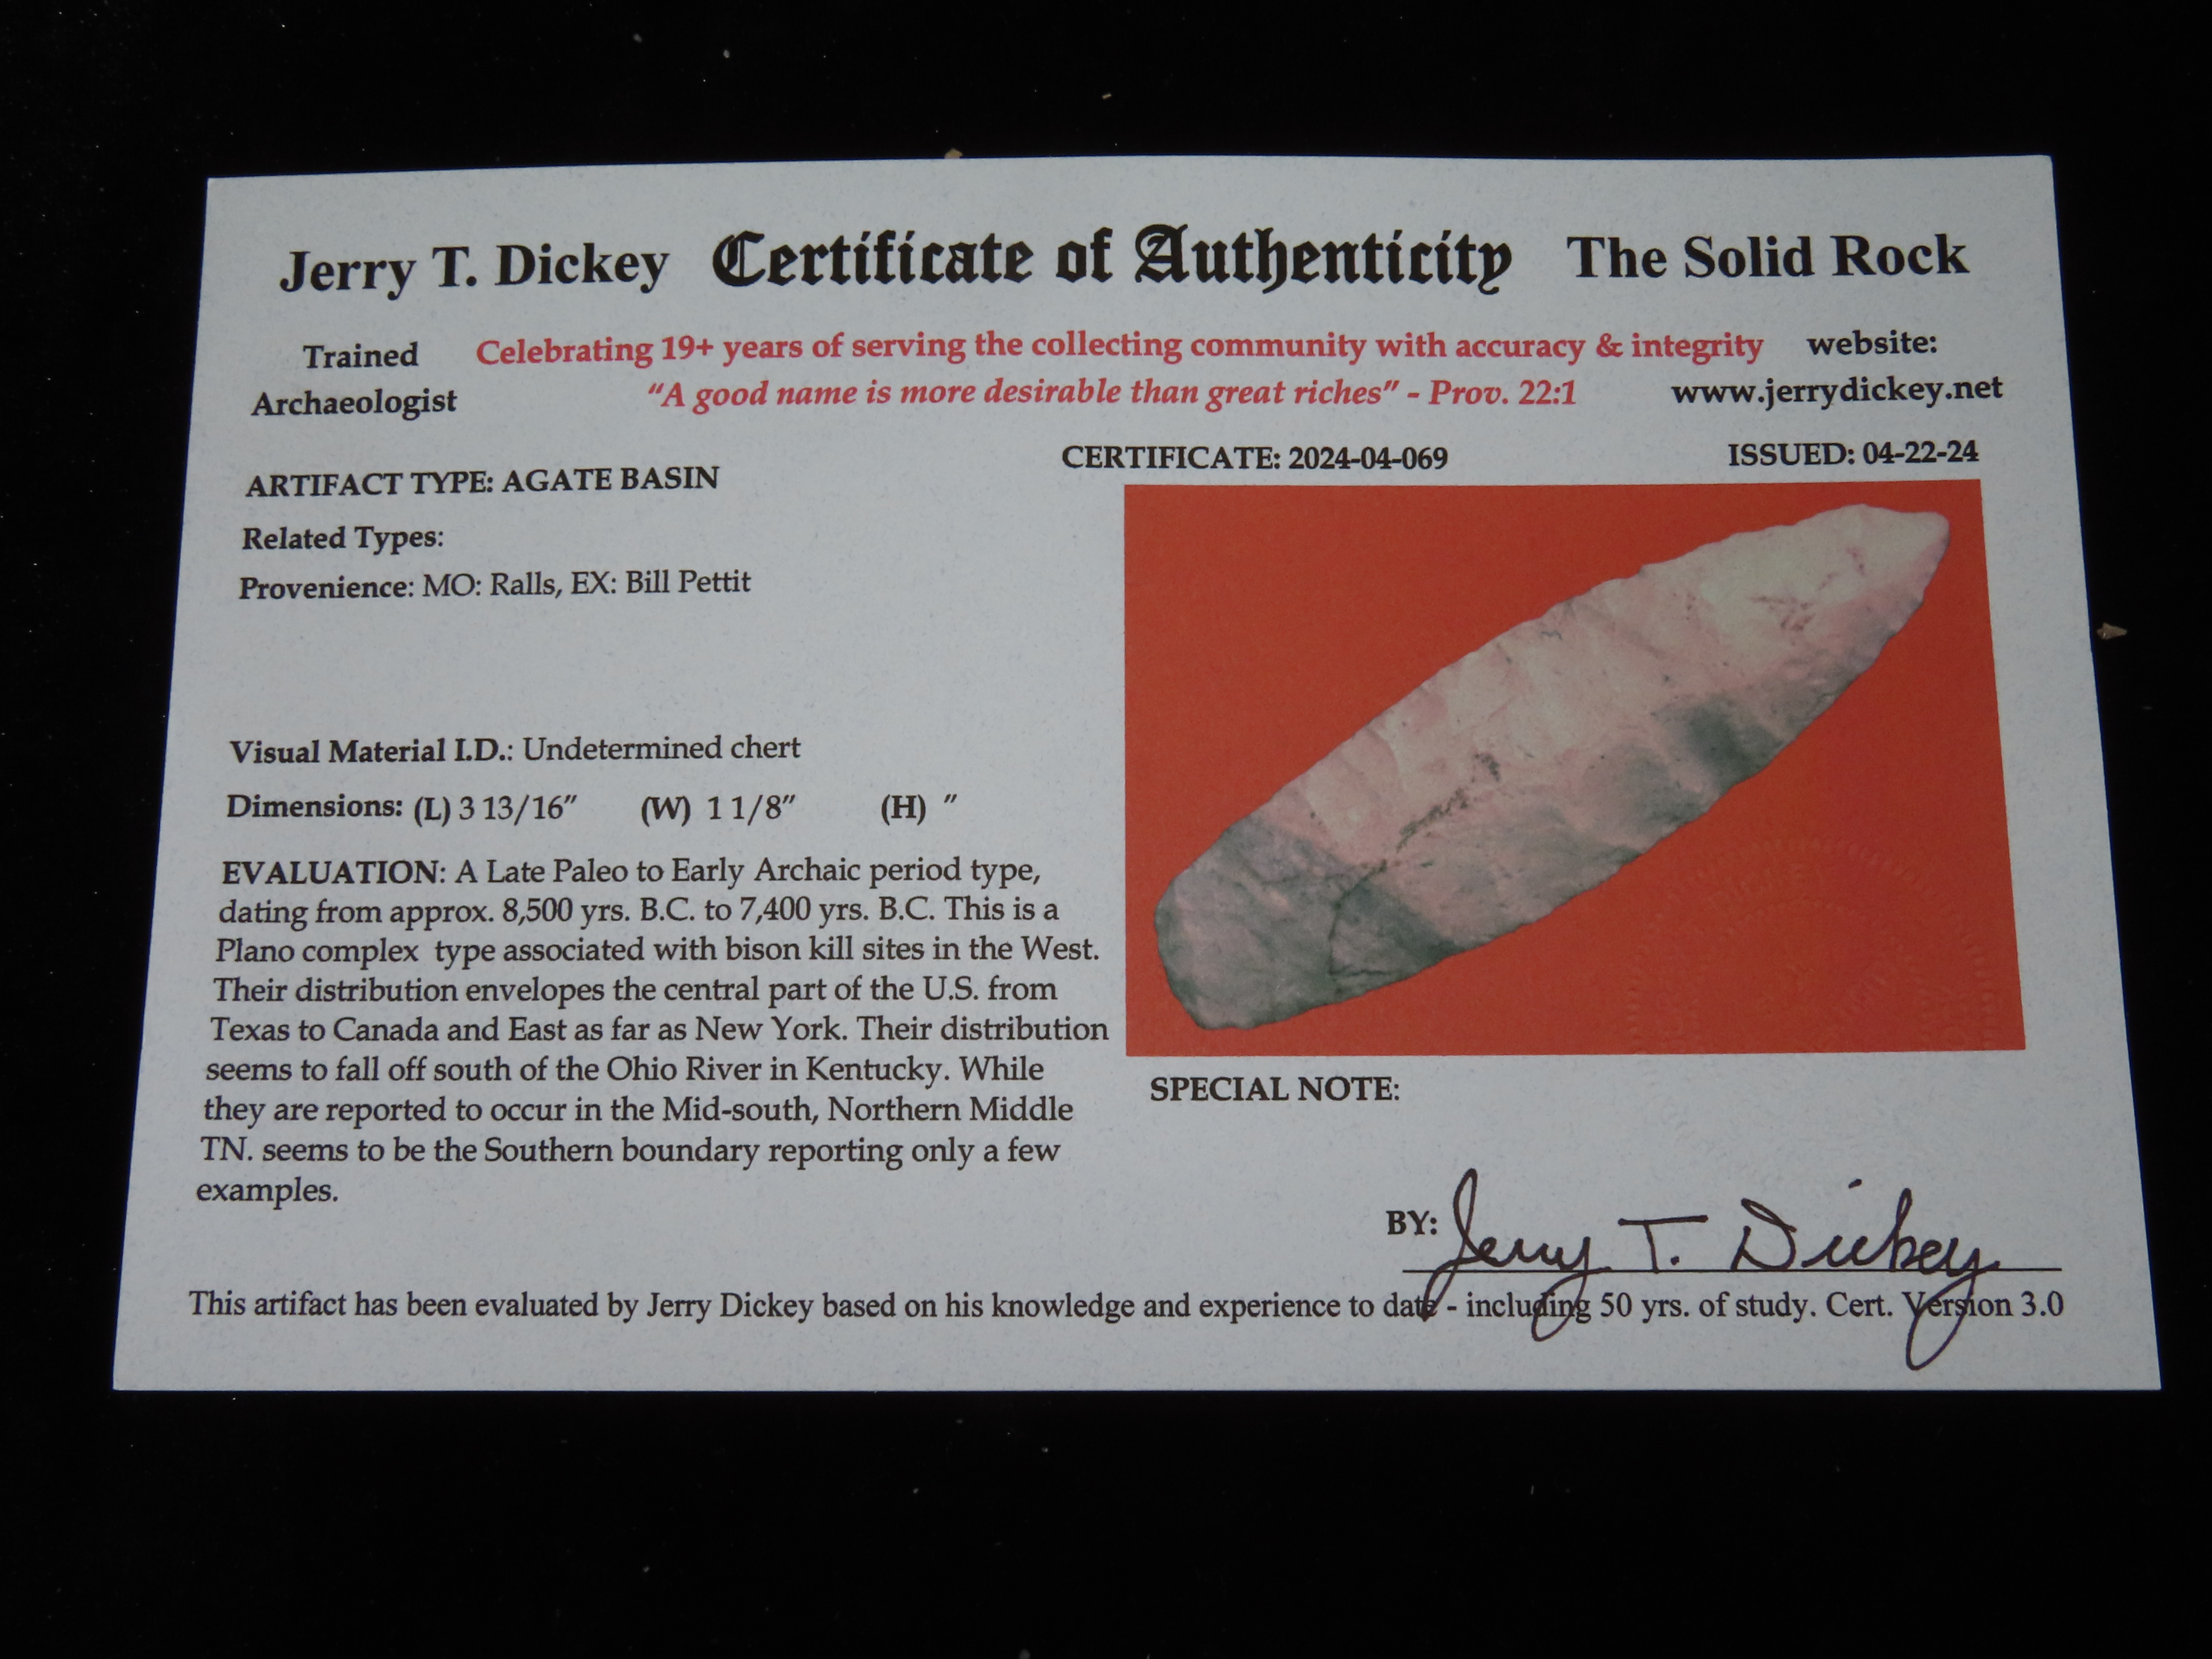 Jerry T. Dickey Certificate of Authenticity The Solid Rock
Trained Celebrating 19+ years of serving the collecting community with accuracy & integrity website:
Archaeologist "A good name is more desirable than great riches" - Prov. 22:1 www.jerrydickey.net
CERTIFICATE: 2024-04-069 ISSUED: 04-22-24
ARTIFACT TYPE: AGATE BASIN
Related Types:
Provenience: MO: Ralls, EX: Bill Pettit
Visual Material I.D.: Undetermined chert
Dimensions: (L) 3 13/16" (W) 1 1/8" (H) "
EVALUATION: A Late Paleo to Early Archaic period type,
dating from approx. 8,500 yrs. B.C. to 7,400 yrs. B.C. This is a
Plano complex type associated with bison kill sites in the West.
Their distribution envelopes the central part of the U.S. from
Texas to Canada and East as far as New York. Their distribution
seems to fall off south of the Ohio River in Kentucky. While
they are reported to occur in the Mid-south, Northern Middle
TN. seems to be the Southern boundary reporting only a few
examples.
SPECIAL NOTE:
BY: Jerry T. Dickey
This artifact has been evaluated by Jerry Dickey based on his knowledge and experience to date - including 50 yrs. of study. Cert. Version 3.0